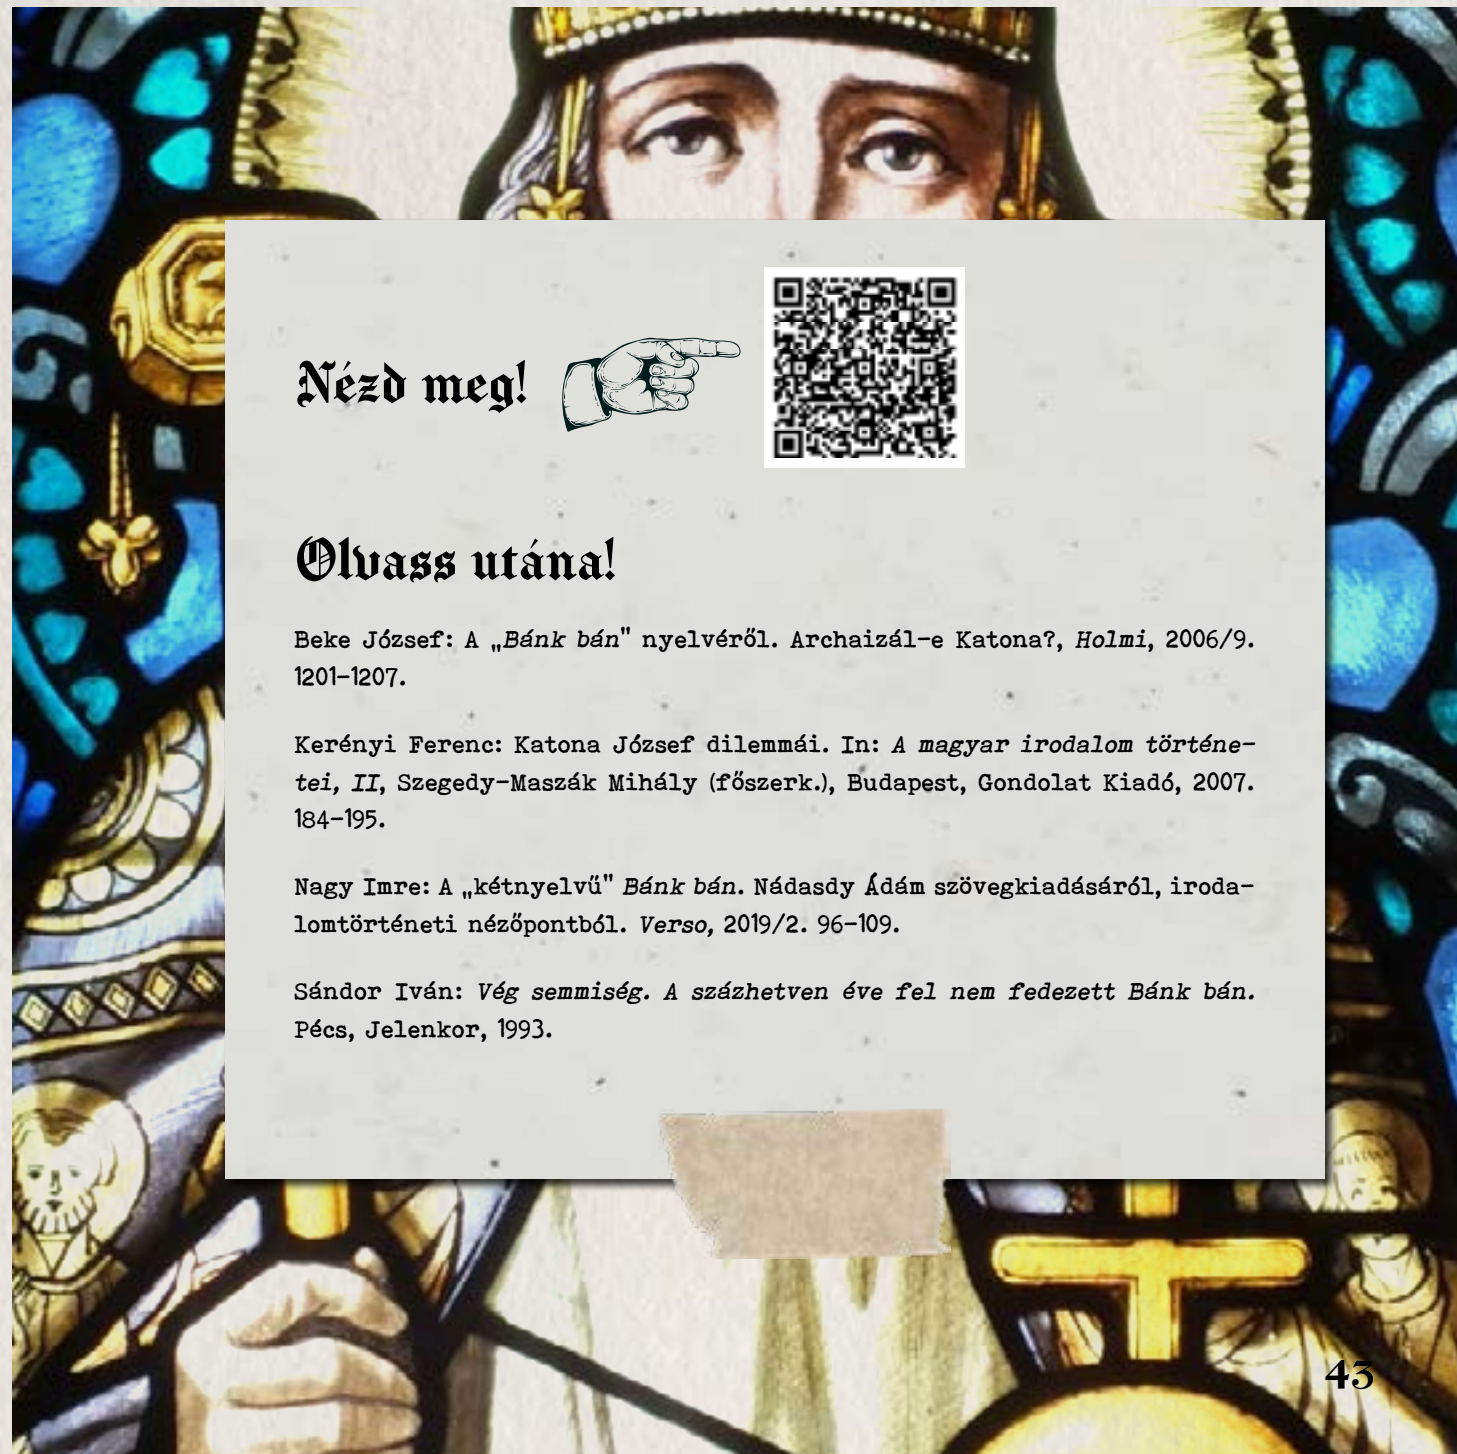 Nézd meg!
Olvass utána!
Beke József: A „Bánk bán" nyelvéről. Archaizál-e Katona?, Holmi, 2006/9.
1201-1207.
Kerényi Ferenc: Katona József dilemmái. In: A magyar irodalom történe-
tei, II, Szegedy-Maszák Mihály (főszerk.), Budapest, Gondolat Kiadó, 2007.
184-195.
Nagy Imre: A „kétnyelvű" Bánk bán. Nádasdy Ádám szövegkiadásáról, iroda-
lomtörténeti nézőpontból. Verso, 2019/2. 96-109.
Sándor Iván: Vég semmiség. A százhetven éve fel nem fedezett Bánk bán.
Pécs, Jelenkor, 1993.
43